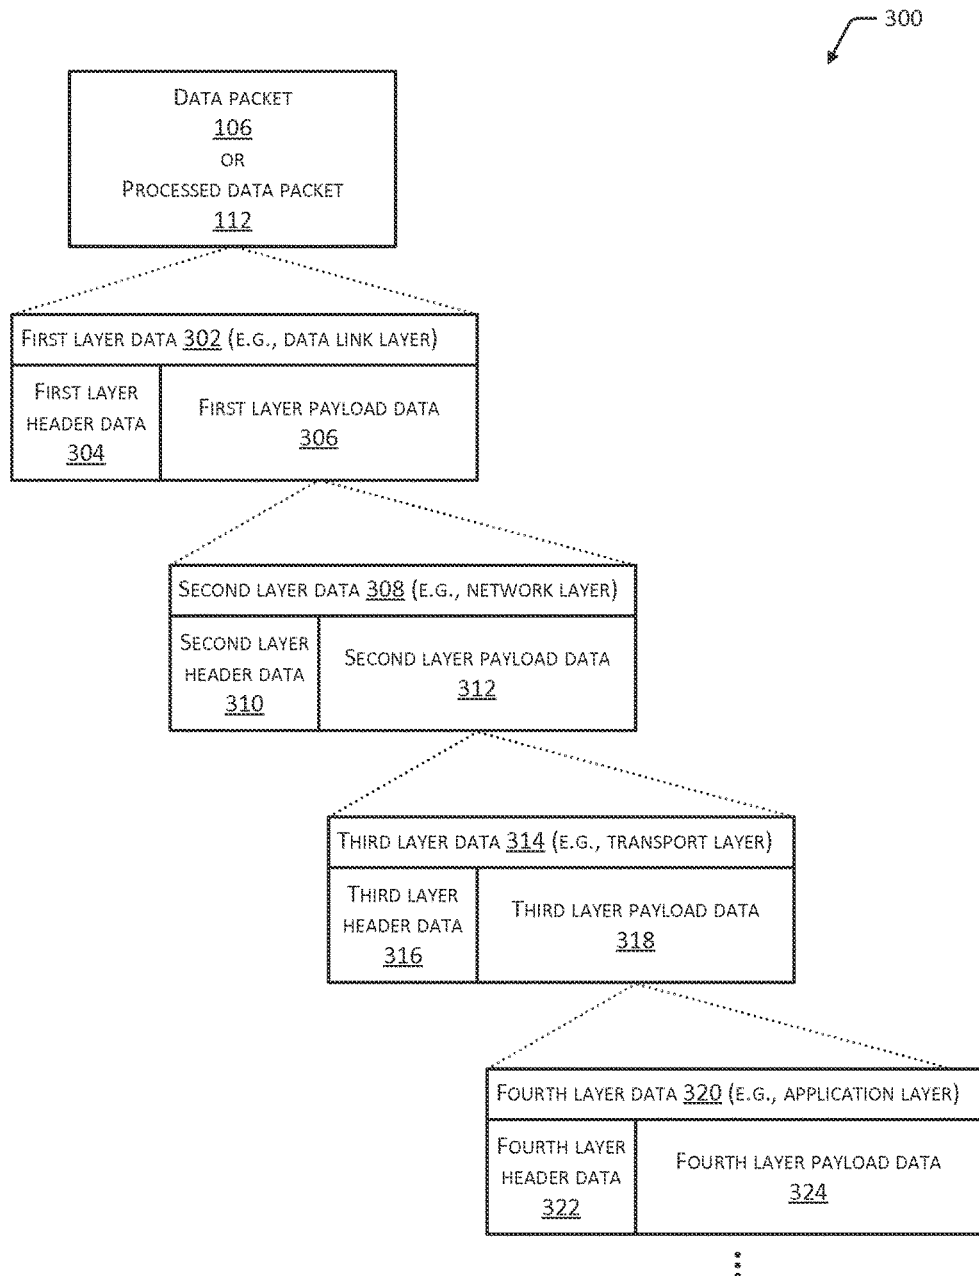 300
DATA PACKET
106
OR
PROCESSED DATA PACKET
112
FIRST LAYER DATA 302 (E.G., DATA LINK LAYER)
FIRST LAYER
HEADER DATA
304
FIRST LAYER PAYLOAD DATA
306
SECOND LAYER DATA 308 (E.G., NETWORK LAYER)
SECOND LAYER
HEADER DATA
310
SECOND LAYER PAYLOAD DATA
312
THIRD LAYER DATA 314 (E.G., TRANSPORT LAYER)
THIRD LAYER
HEADER DATA
316
THIRD LAYER PAYLOAD DATA
318
FOURTH LAYER DATA 320 (E.G., APPLICATION LAYER)
FOURTH LAYER
HEADER DATA
322
FOURTH LAYER PAYLOAD DATA
324